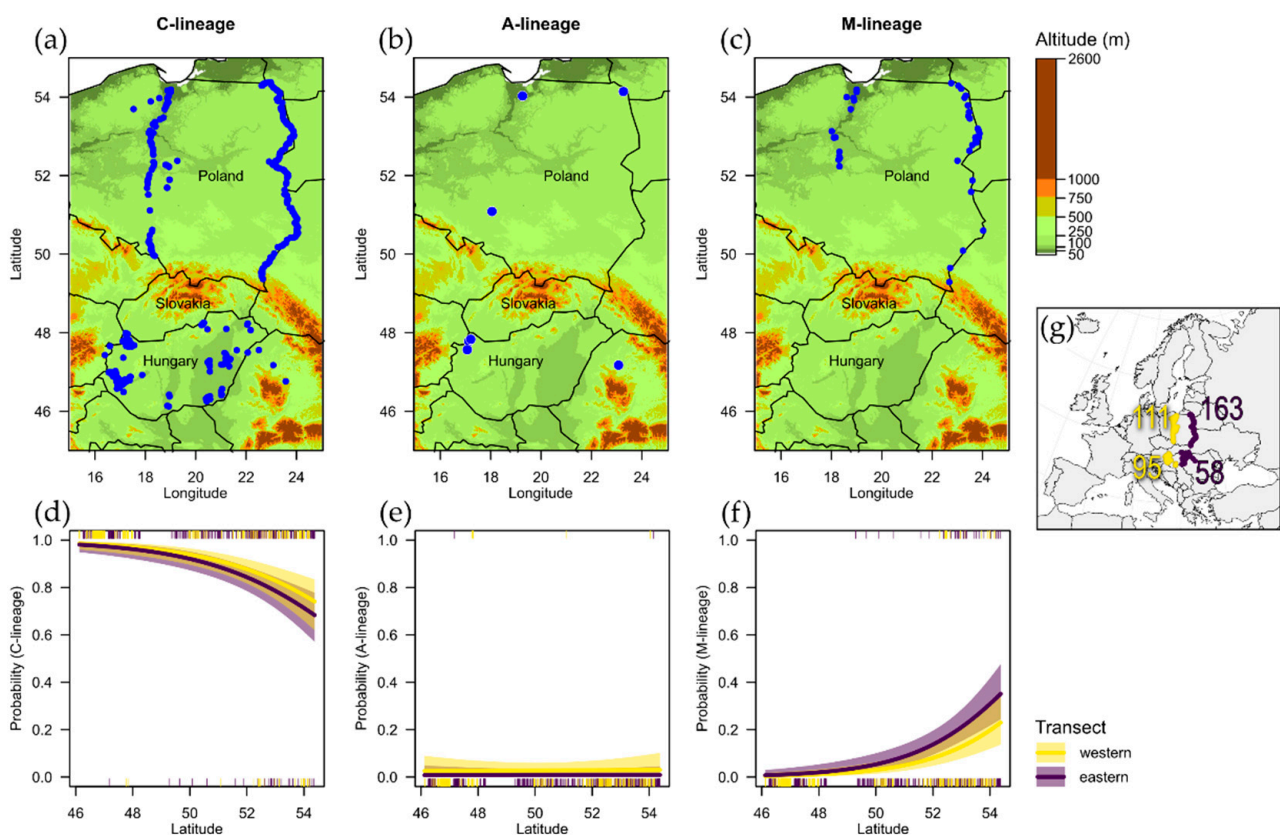 C-lineage
A-lineage
M-lineage
(a)
(b)
(c)
Altitude (m)
2600
1000
750
500
250
100
50
54
52
50
48
46
Latitude
Poland
Slovakia
Hungary
16
18
20
22
24
Longitude
54
52
50
48
46
Latitude
Poland
Slovakia
Hungary
16
18
20
22
24
Longitude
54
52
50
48
46
Latitude
Poland
Slovakia
Hungary
16
18
20
22
24
Longitude
(g)
111
163
95
58
(d)
(e)
(f)
1.0
0.8
0.6
0.4
0.2
0.0
Probability (C-lineage)
46
48
50
52
54
Latitude
1.0
0.8
0.6
0.4
0.2
0.0
Probability (A-lineage)
46
48
50
52
54
Latitude
1.0
0.8
0.6
0.4
0.2
0.0
Probability (M-lineage)
46
48
50
52
54
Latitude
Transect
western
eastern